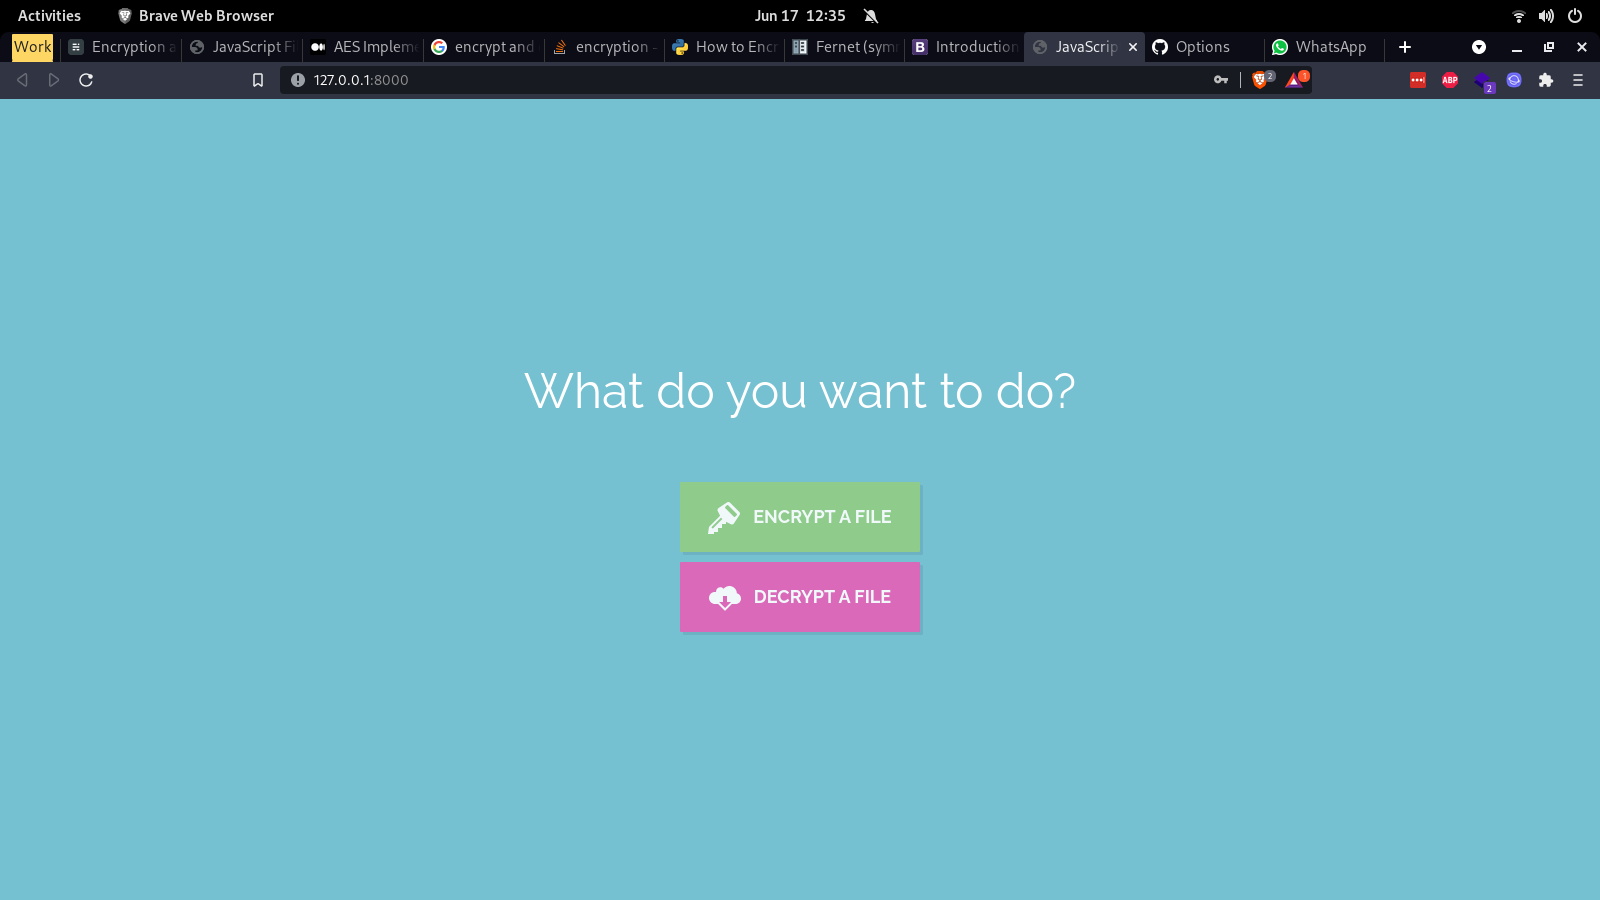 Activities
Brave Web Browser
Jun 17 12:35
Work
Encryption a
JavaScript Fi
AES Impleme
encrypt and
encryption -
How to Encr
Fernet (sym
Introduction
JavaScrip
Options
WhatsApp
127.0.0.1:8000
2
1
ABP
2
What do you want to do?
ENCRYPT A FILE
DECRYPT A FILE